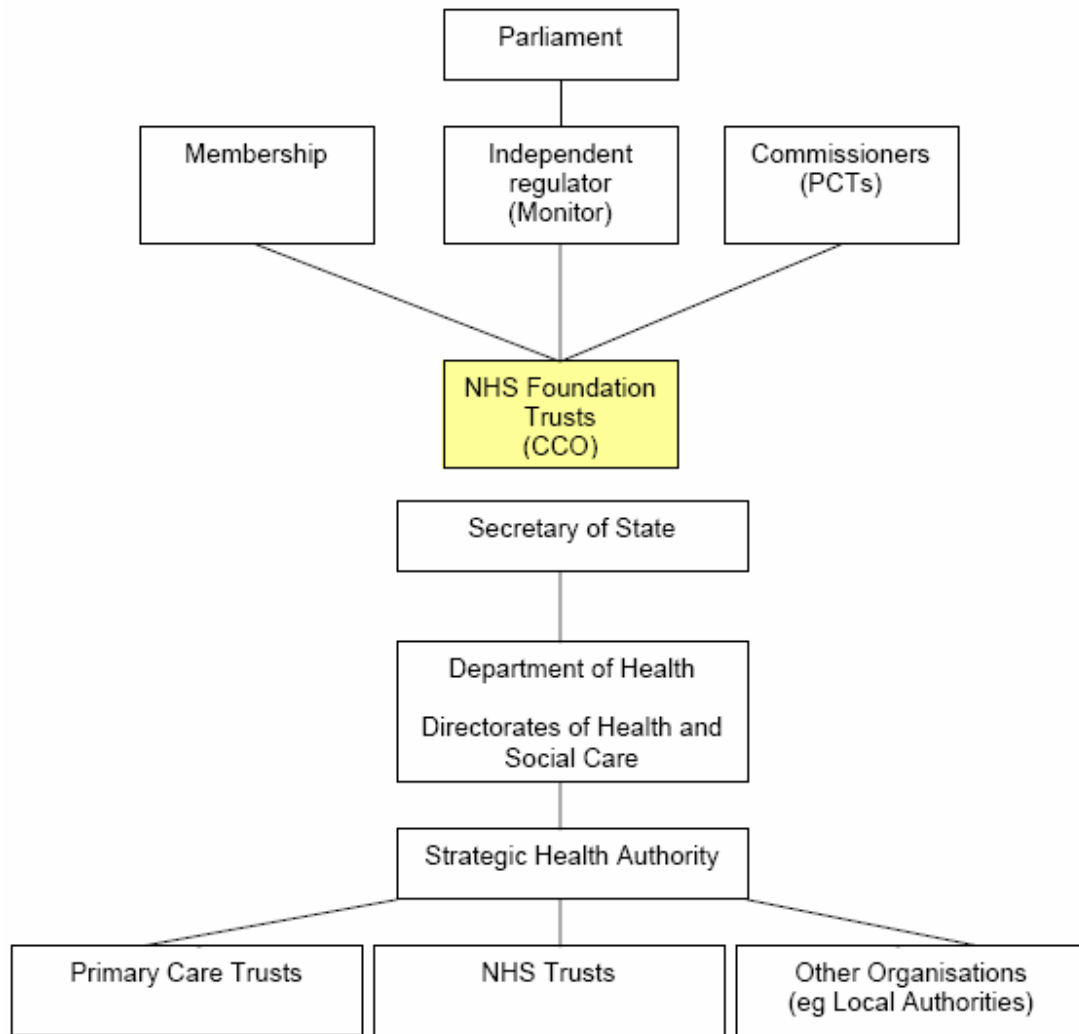 Parliament
Membership
Independent
regulator
(Monitor)
Commissioners
(PCTs)
NHS Foundation
Trusts
(CCO)
Secretary of State
Department of Health
Directorates of Health and
Social Care
Strategic Health Authority
Primary Care Trusts
NHS Trusts
Other Organisations
(eg Local Authorities)